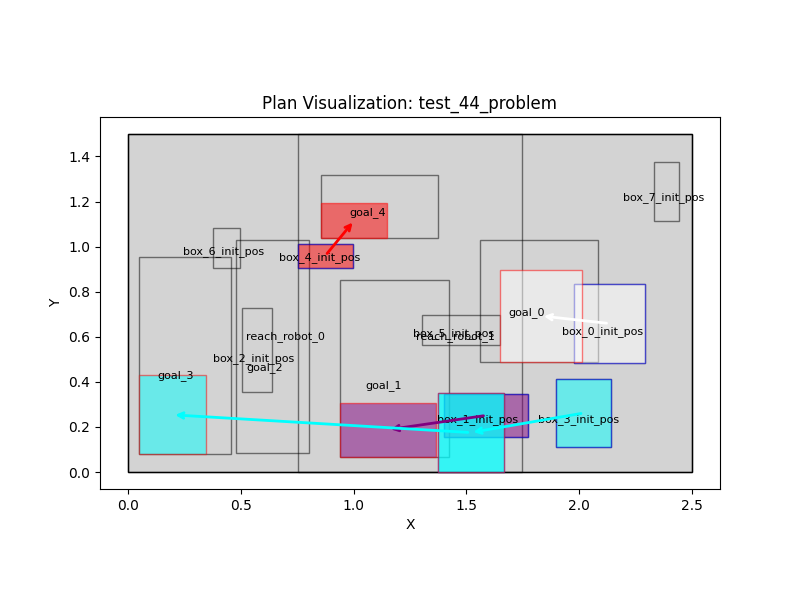 Plan Visualization: test_44_problem
Y
1.4
1.2
1.0
0.8
0.6
0.4
0.2
0.0
box_7_init_pos
goal_4
box_6_init_pos
box_4_init_pos
goal_0
box_5_init_pos
box_0_init_pos
reach_robot_0
reach_robot_1
box_2_init_pos
goal_2
goal_3
goal_1
box_1_init_pos
box_3_init_pos
0.0 0.5 1.0 1.5 2.0 2.5
X